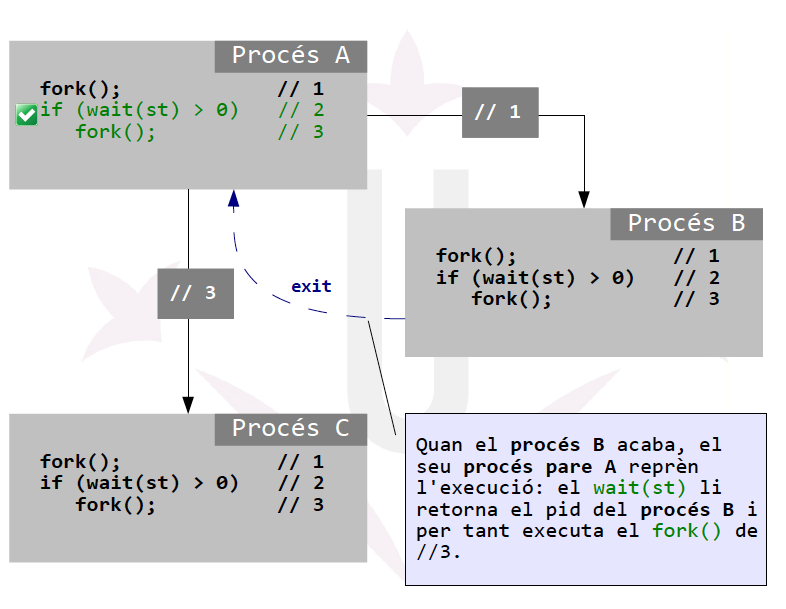 Procés A
fork(); // 1
if (wait(st) > 0) // 2
fork(); // 3
// 1
Procés B
fork(); // 1
if (wait(st) > 0) // 2
fork(); // 3
exit
// 3
Procés C
fork(); // 1
if (wait(st) > 0) // 2
fork(); // 3
Quan el procés B acaba, el
seu procés pare A reprèn
l'execució: el wait(st) li
retorna el pid del procés B i
per tant executa el fork() de
//3.